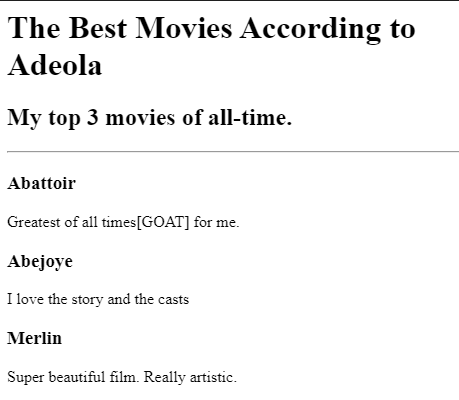 The Best Movies According to
Adeola
My top 3 movies of all-time.
Abattoir
Greatest of all times[GOAT] for me.
Abejoye
I love the story and the casts
Merlin
Super beautiful film. Really artistic.